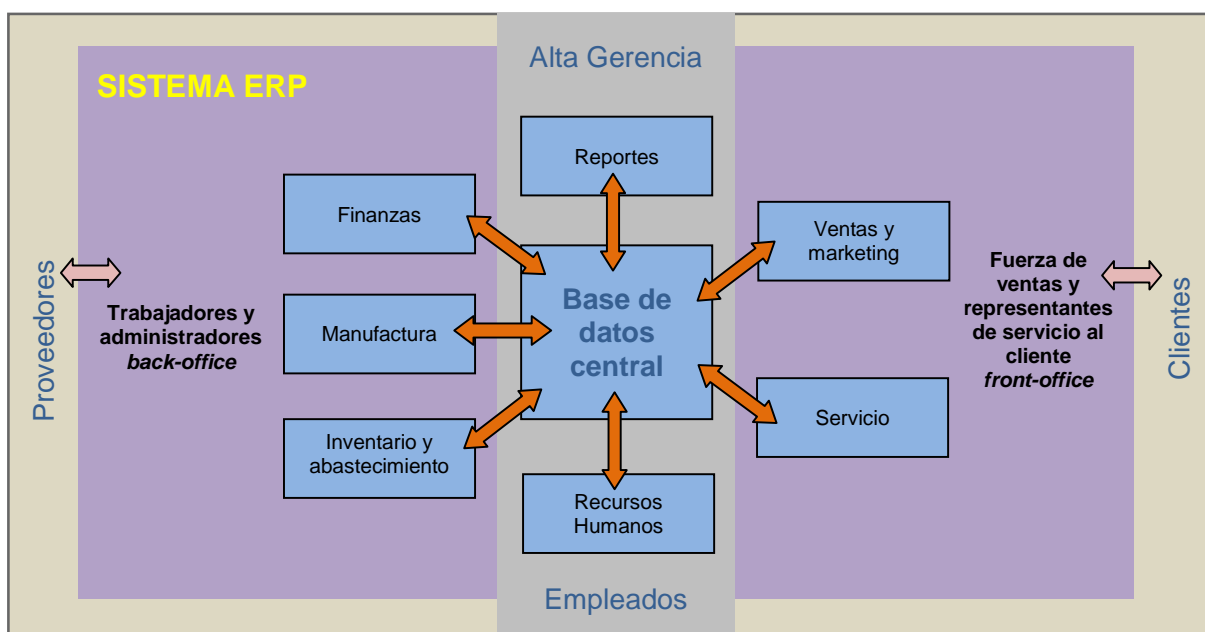 Alta Gerencia
SISTEMA ERP
Reportes
Finanzas
Ventas y
marketing
Proveedores
Trabajadores y
administradores
back-office
Manufactura
Base de
datos
central
Fuerza de
ventas y
representantes
de servicio al
cliente
front-office
Clientes
Inventario y
abastecimiento
Servicio
Recursos
Humanos
Empleados